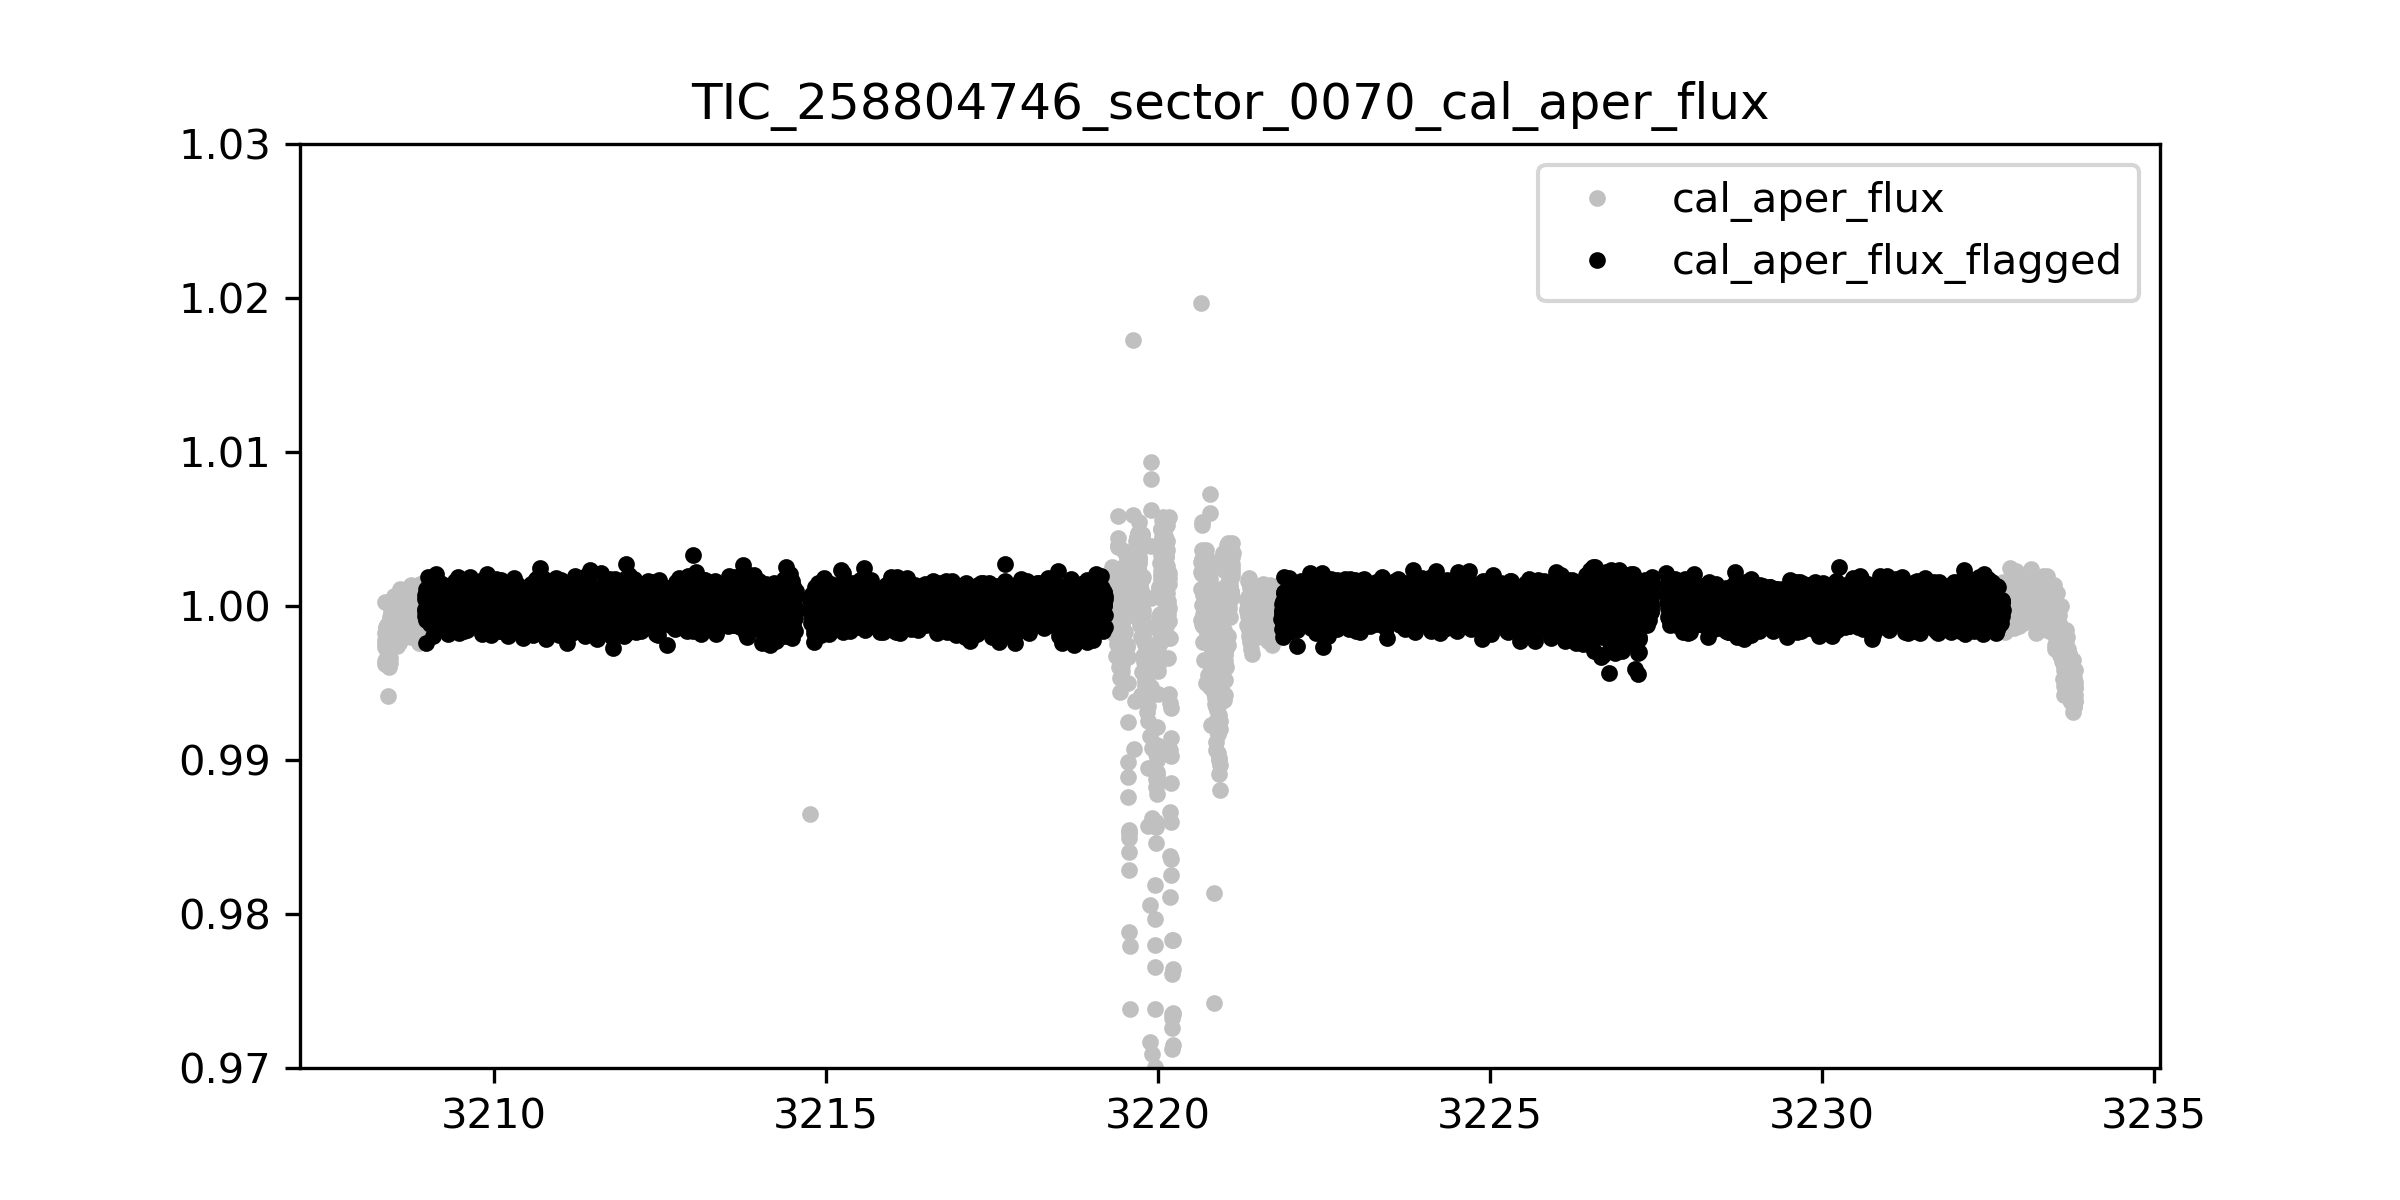 TIC_258804746_sector_0070_cal_aper_flux
cal_aper_flux
cal_aper_flux_flagged
1.03
1.02
1.01
1.00
0.99
0.98
0.97
3210 3215 3220 3225 3230 3235